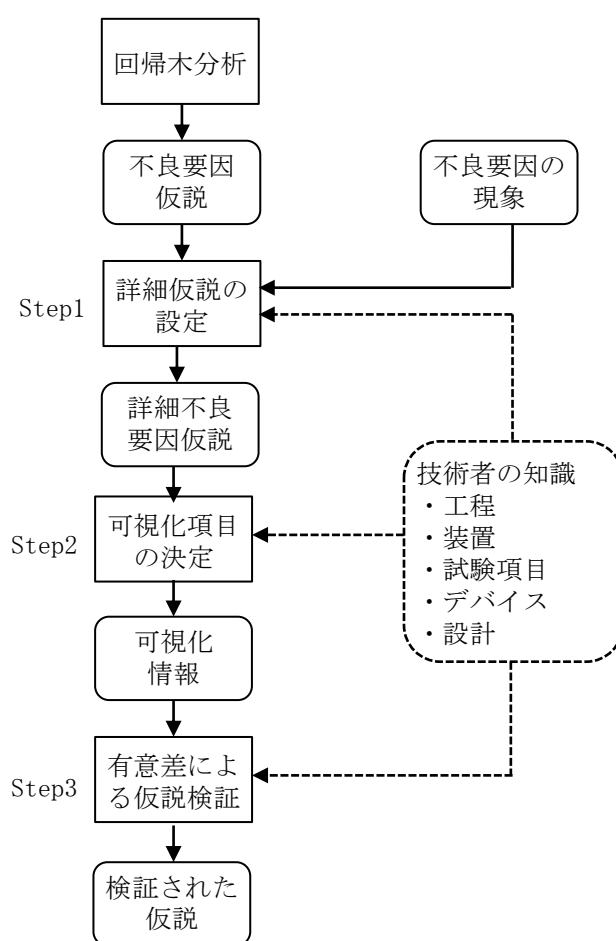 回帰木分析
不良要因
仮説
不良要因の
現象
Step1
詳細仮説の
設定
詳細不良
要因仮説
技術者の知識
・工程
・装置
・試験項目
・デバイス
・設計
Step2
可視化項目
の決定
可視化
情報
Step3
有意差によ
る仮説検証
検証された
仮説